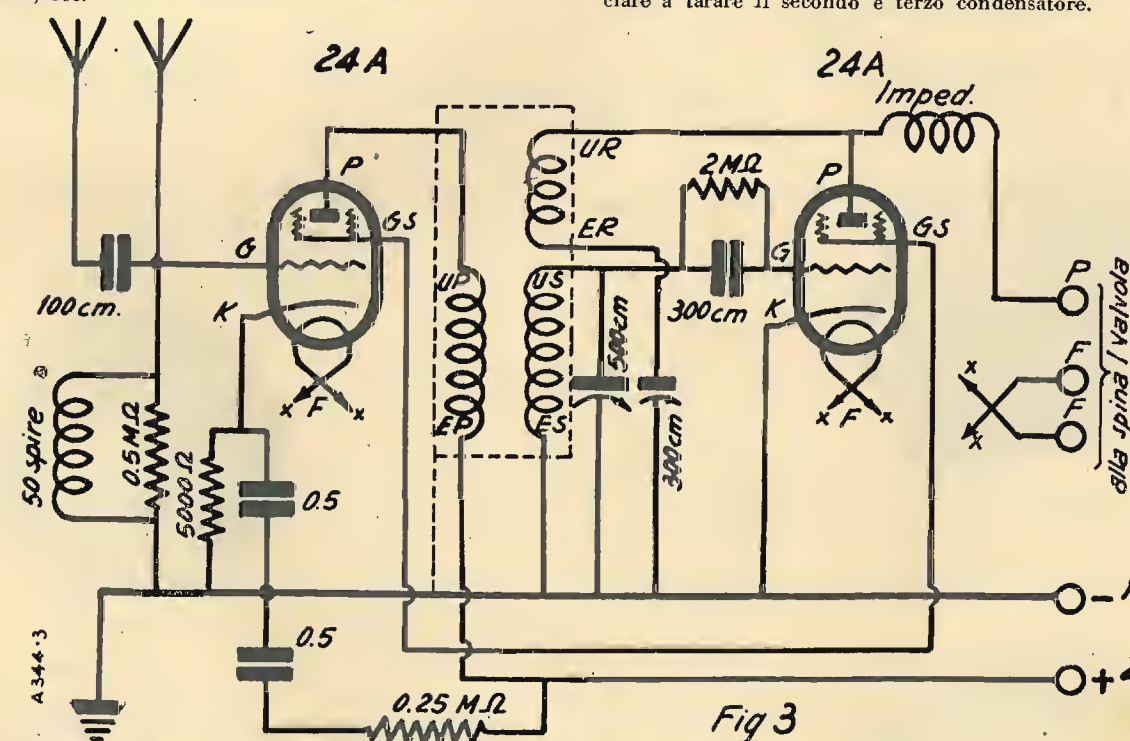 ciare a tarare il secondo e terzo condensatore.
24A
24A
Imped.
P
UR
2MΩ
P
GS
ER
GS
G
G
UP
US
K
300cm
100cm.
K
500cm
300cm
P
F
F
alla spina / valvola
x F x
x F x
x
x
EP
ES
50 spire
0.5 MΩ
5000 Ω
0.5
-
0.5
+
A344·3
0.25 MΩ
Fig 3